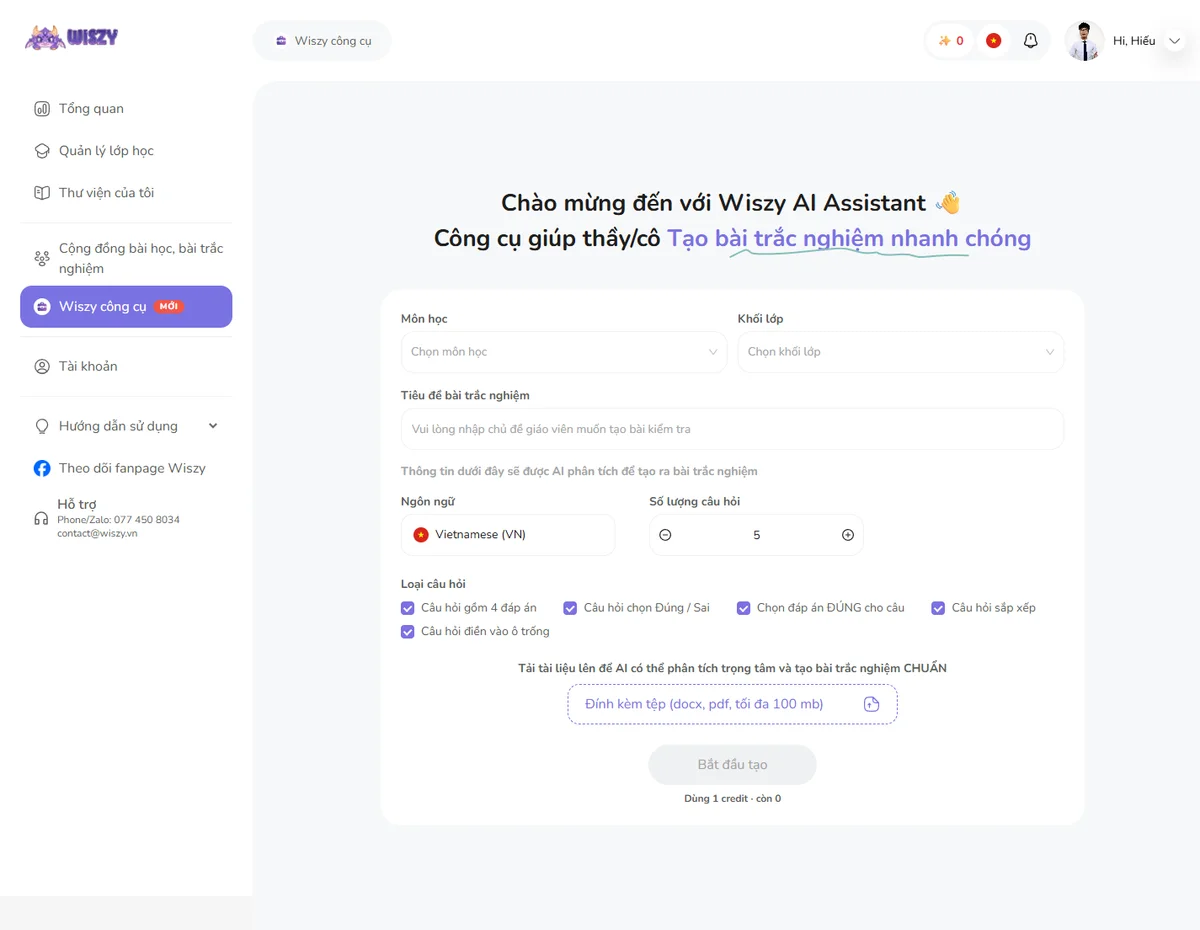 WISZY
Wiszy công cụ
0
Hi, Hiếu
Tổng quan
Quản lý lớp học
Thư viện của tôi
Cộng đồng bài học, bài trắc
nghiệm
Wiszy công cụ MỚI
Tài khoản
Hướng dẫn sử dụng
Theo dõi fanpage Wiszy
Hỗ trợ
Phone/Zalo: 077 450 8034
contact@wiszy.vn
Chào mừng đến với Wiszy AI Assistant 👋
Công cụ giúp thầy/cô Tạo bài trắc nghiệm nhanh chóng
Môn học
Khối lớp
Chọn môn học
Chọn khối lớp
Tiêu đề bài trắc nghiệm
Vui lòng nhập chủ đề giáo viên muốn tạo bài kiểm tra
Thông tin dưới đây sẽ được AI phân tích để tạo ra bài trắc nghiệm
Ngôn ngữ
Số lượng câu hỏi
Vietnamese (VN)
5
Loại câu hỏi
Câu hỏi gồm 4 đáp án
Câu hỏi chọn Đúng / Sai
Chọn đáp án ĐÚNG cho câu
Câu hỏi sắp xếp
Câu hỏi điền vào ô trống
Tải tài liệu lên để AI có thể phân tích trọng tâm và tạo bài trắc nghiệm CHUẨN
Đính kèm tệp (docx, pdf, tối đa 100 mb)
Bắt đầu tạo
Dùng 1 credit · còn 0